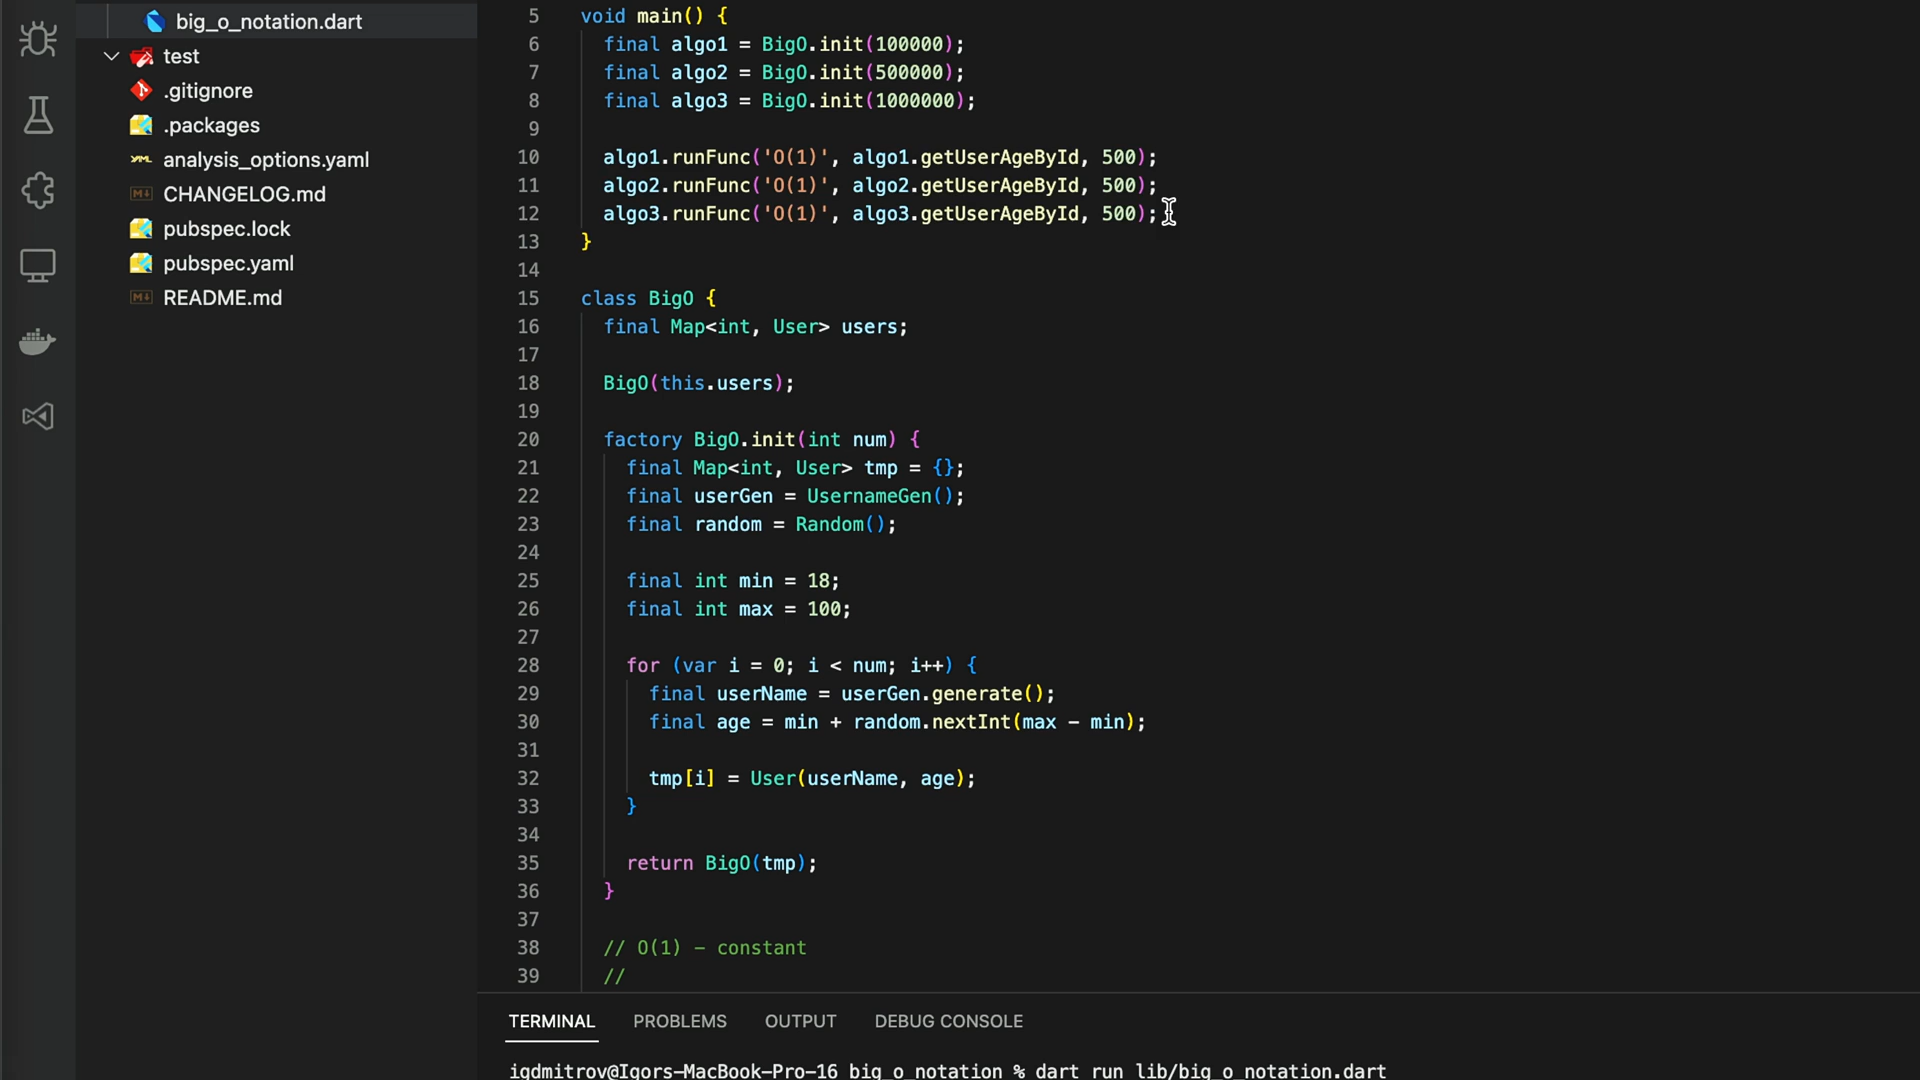 big_o_notation.dart
test
.gitignore
.packages
YAML analysis_options.yaml
M↓ CHANGELOG.md
pubspec.lock
pubspec.yaml
M↓ README.md
5 void main() {
6 final algo1 = BigO.init(100000);
7 final algo2 = BigO.init(500000);
8 final algo3 = BigO.init(1000000);
9
10 algo1.runFunc('O(1)', algo1.getUserAgeById, 500);
11 algo2.runFunc('O(1)', algo2.getUserAgeById, 500);
12 algo3.runFunc('O(1)', algo3.getUserAgeById, 500);
13 }
14
15 class BigO {
16 final Map<int, User> users;
17
18 BigO(this.users);
19
20 factory BigO.init(int num) {
21 final Map<int, User> tmp = {};
22 final userGen = UsernameGen();
23 final random = Random();
24
25 final int min = 18;
26 final int max = 100;
27
28 for (var i = 0; i < num; i++) {
29 final userName = userGen.generate();
30 final age = min + random.nextInt(max - min);
31
32 tmp[i] = User(userName, age);
33 }
34
35 return BigO(tmp);
36 }
37
38 // O(1) - constant
39 //
TERMINAL PROBLEMS OUTPUT DEBUG CONSOLE
igdmitrov@Igors-MacBook-Pro-16 big_o_notation % dart run lib/big_o_notation.dart